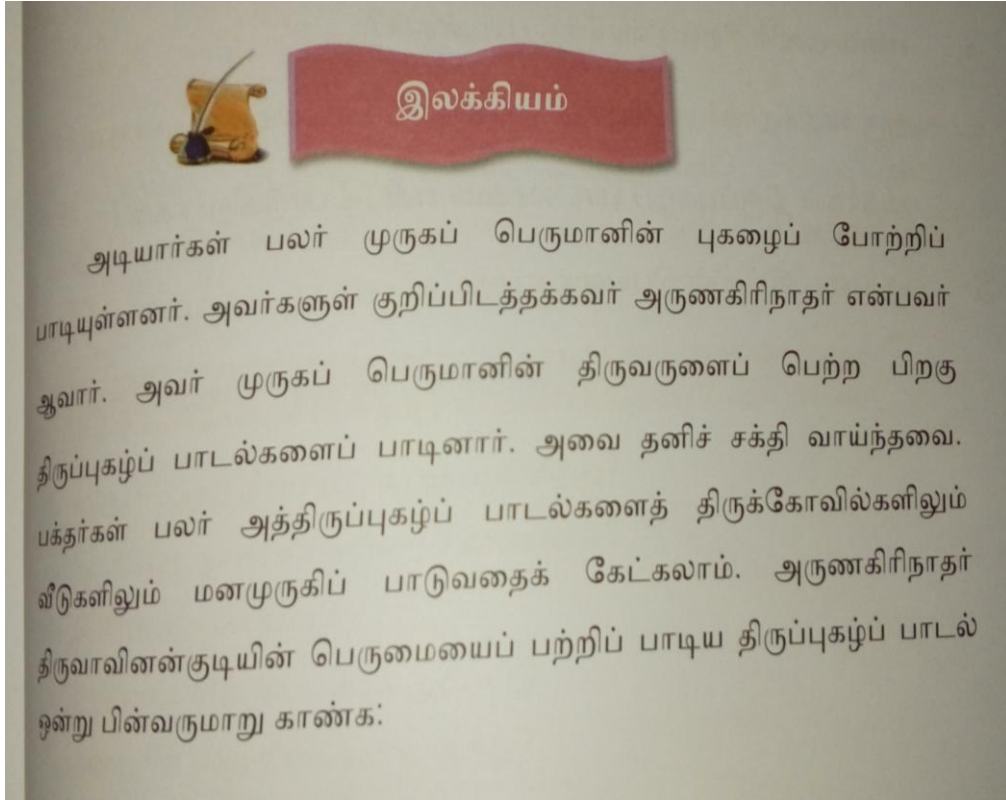 இலக்கியம்
அடியார்கள் பலர் முருகப் பெருமானின் புகழைப் போற்றிப்
பாடியுள்ளனர். அவர்களுள் குறிப்பிடத்தக்கவர் அருணகிரிநாதர் என்பவர்
ஆவார். அவர் முருகப் பெருமானின் திருவருளைப் பெற்ற பிறகு
திருப்புகழ்ப் பாடல்களைப் பாடினார். அவை தனிச் சக்தி வாய்ந்தவை.
பக்தர்கள் பலர் அத்திருப்புகழ்ப் பாடல்களைத் திருக்கோவில்களிலும்
வீடுகளிலும் மனமுருகிப் பாடுவதைக் கேட்கலாம். அருணகிரிநாதர்
திருவாவினன்குடியின் பெருமையைப் பற்றிப் பாடிய திருப்புகழ்ப் பாடல்
ஒன்று பின்வருமாறு காண்க: